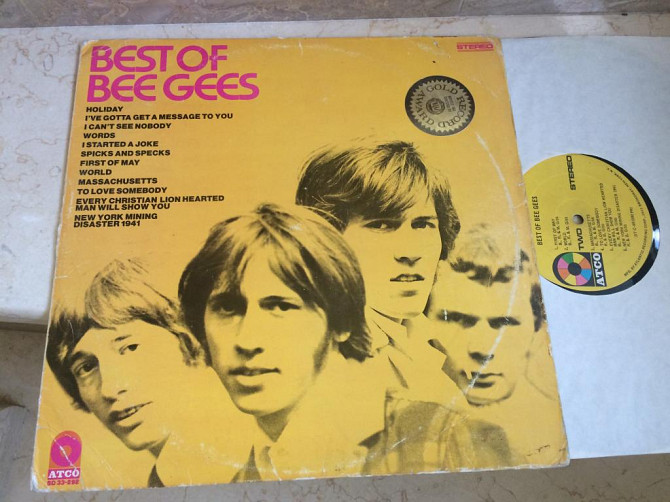 BEST OF
BEE GEES
STEREO
HOLIDAY
I'VE GOTTA GET A MESSAGE TO YOU
I CAN'T SEE NOBODY
WORDS
I STARTED A JOKE
SPICKS AND SPECKS
FIRST OF MAY
WORLD
MASSACHUSETTS
TO LOVE SOMEBODY
EVERY CHRISTIAN LION HEARTED
MAN WILL SHOW YOU
NEW YORK MINING
DISASTER 1941
GOLD RECORD
ATCO
SD 33-292
BEST OF BEE GEES
TWO
STEREO
ATCO